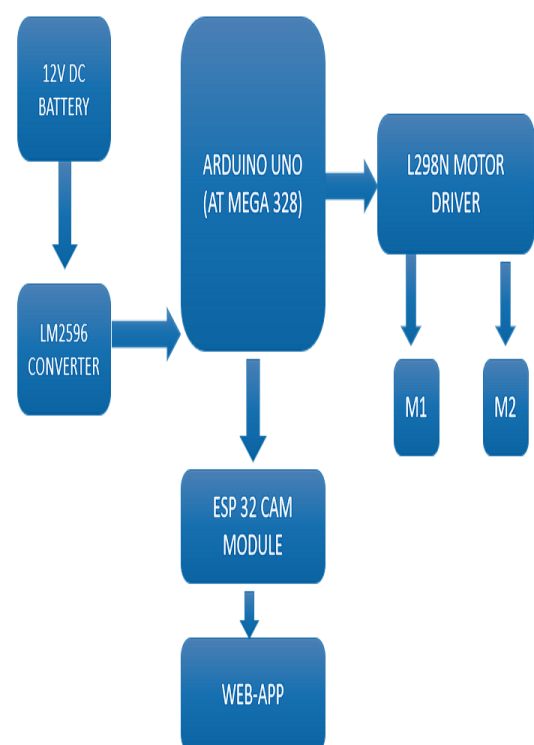 12V DC
BATTERY
ARDUINO UNO
(AT MEGA 328)
L298N MOTOR
DRIVER
LM2596
CONVERTER
M1
M2
ESP 32 CAM
MODULE
WEB-APP